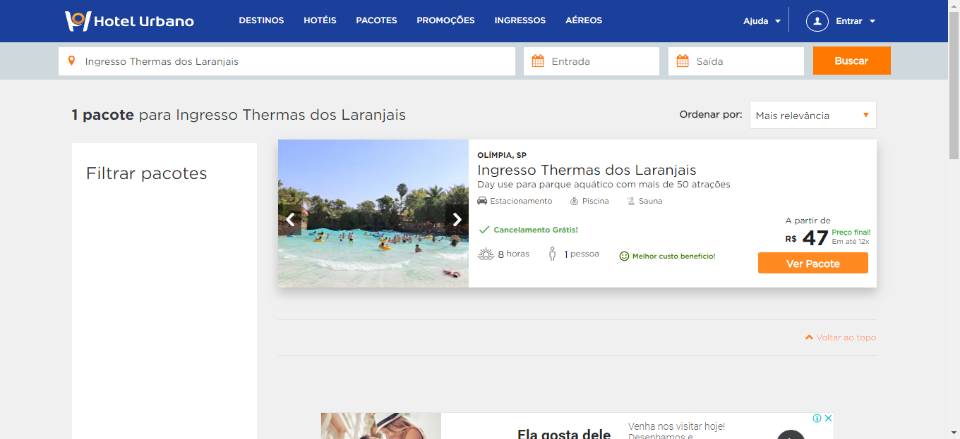 Hotel Urbano
DESTINOS HOTÉIS PACOTES PROMOÇÕES INGRESSOS AÉREOS
Ajuda
Entrar
Ingresso Thermas dos Laranjais
Entrada
Saída
Buscar
1 pacote para Ingresso Thermas dos Laranjais
Ordenar por:
Mais relevância
Filtrar pacotes
OLÍMPIA, SP
Ingresso Thermas dos Laranjais
Day use para parque aquático com mais de 50 atrações
Estacionamento Piscina Sauna
Cancelamento Grátis!
8 horas
1 pessoa
Melhor custo benefício!
A partir de
R$ 47
Preço final!
Em até 12x
Ver Pacote
Voltar ao topo
Ela gosta dele
Venha nos visitar hoje!
Desenhamos e